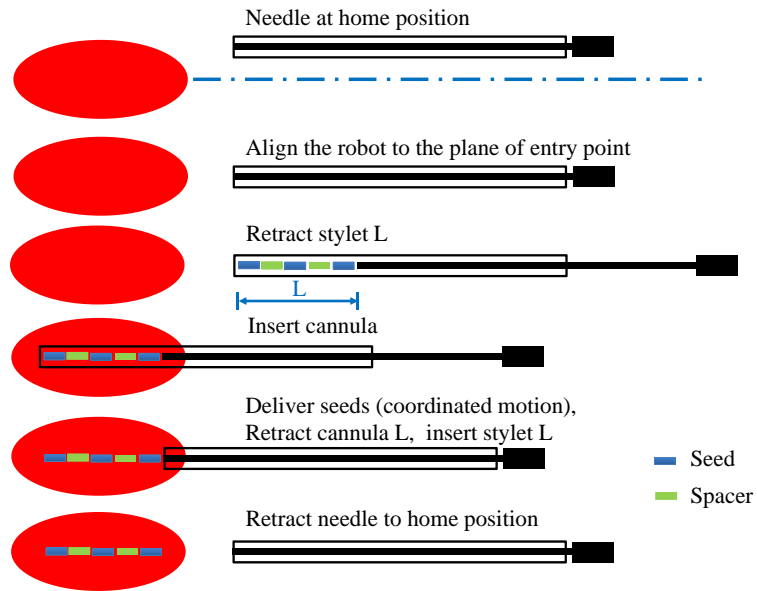 Needle at home position
Align the robot to the plane of entry point
Retract stylet L
L
Insert cannula
Deliver seeds (coordinated motion),
Retract cannula L, insert stylet L
Seed
Spacer
Retract needle to home position